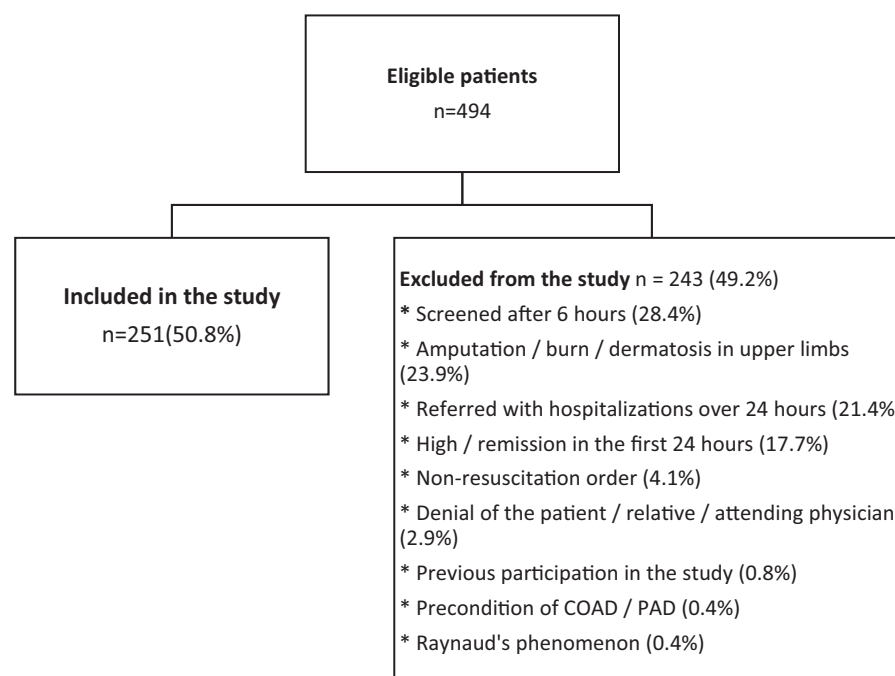 Eligible patients
n=494
Included in the study
n=251(50.8%)
Excluded from the study n = 243 (49.2%)
* Screened after 6 hours (28.4%)
* Amputation / burn / dermatosis in upper limbs
(23.9%)
* Referred with hospitalizations over 24 hours (21.4%
* High / remission in the first 24 hours (17.7%)
* Non-resuscitation order (4.1%)
* Denial of the patient / relative / attending physician
(2.9%)
* Previous participation in the study (0.8%)
* Precondition of COAD / PAD (0.4%)
* Raynaud's phenomenon (0.4%)